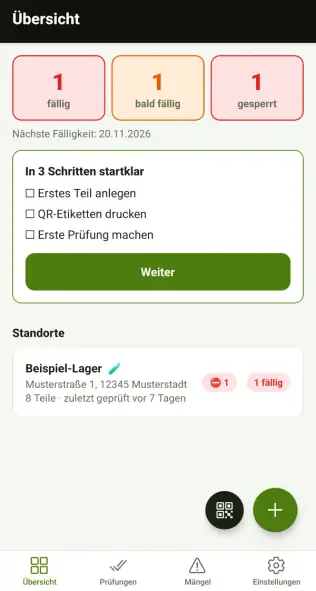 Übersicht
1
fällig
1
bald fällig
1
gesperrt
Nächste Fälligkeit: 20.11.2026
In 3 Schritten startklar
☐ Erstes Teil anlegen
☐ QR-Etiketten drucken
☐ Erste Prüfung machen
Weiter
Standorte
Beispiel-Lager 🧪
Musterstraße 1, 12345 Musterstadt
8 Teile · zuletzt geprüft vor 7 Tagen
⛔ 1
1 fällig
Übersicht
Prüfungen
Mängel
Einstellungen